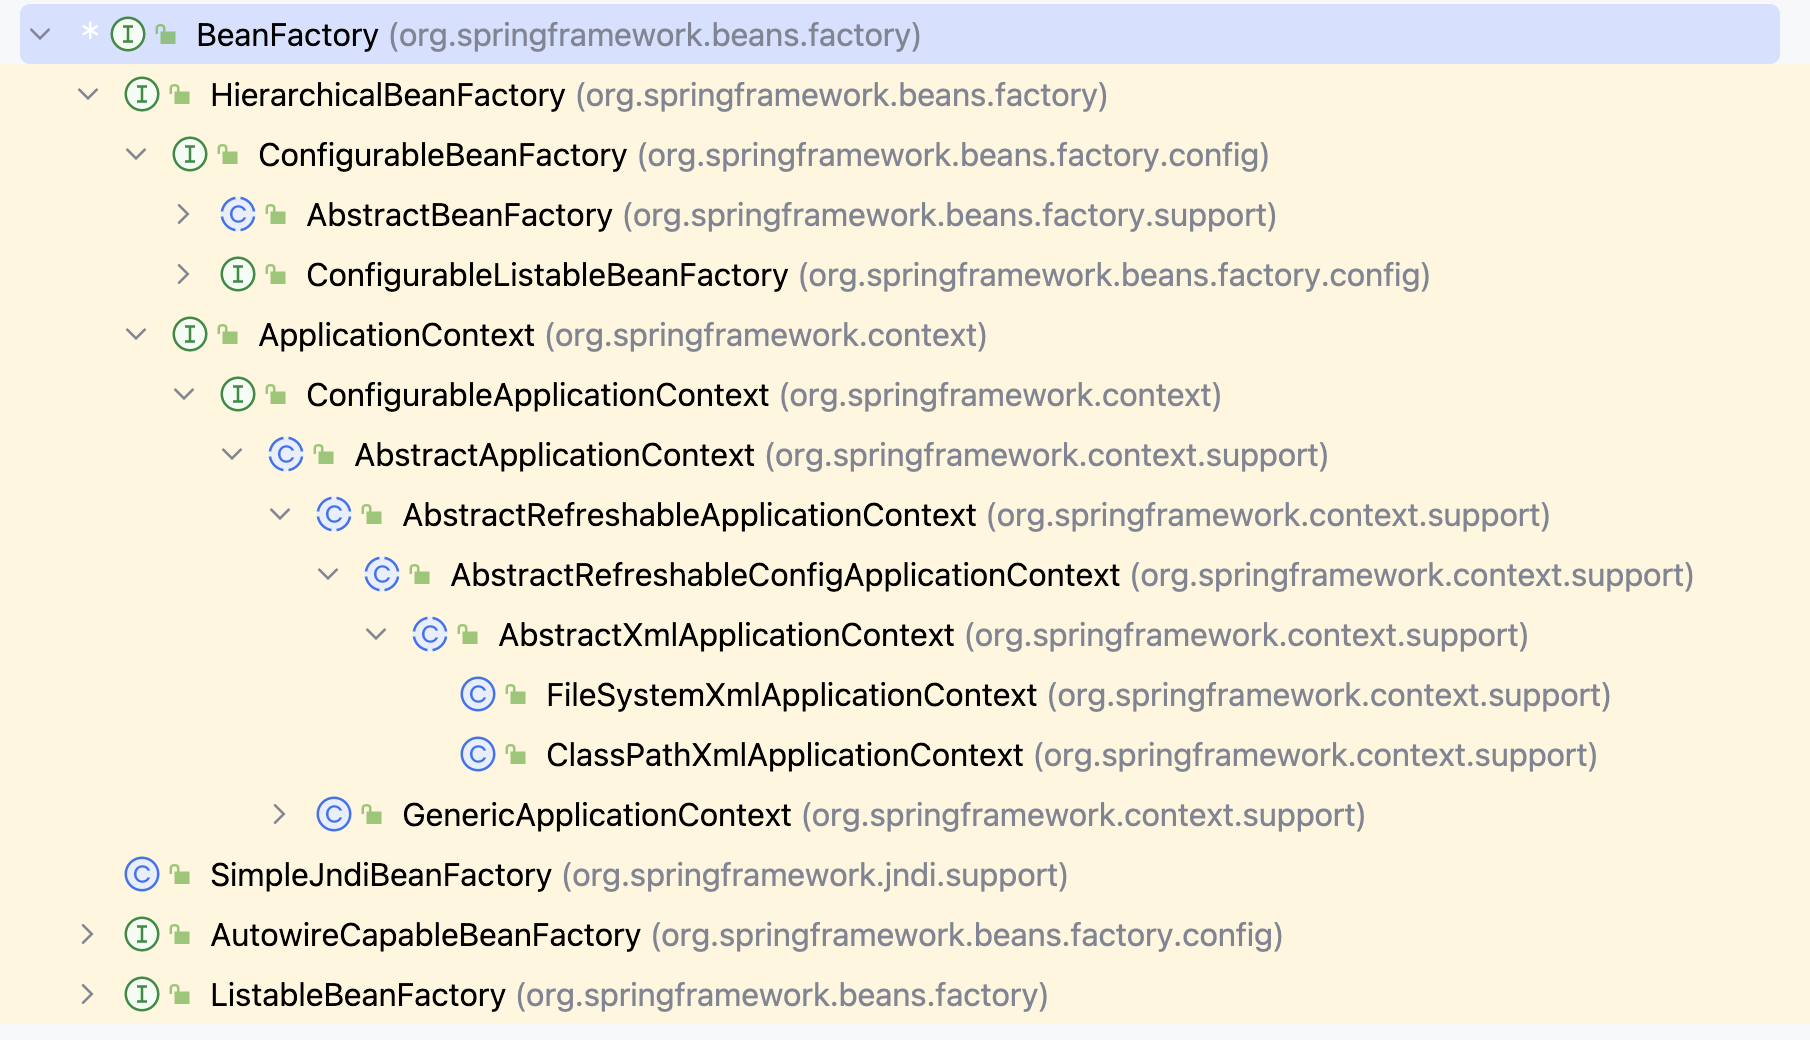 * I BeanFactory (org.springframework.beans.factory)
I HierarchicalBeanFactory (org.springframework.beans.factory)
I ConfigurableBeanFactory (org.springframework.beans.factory.config)
C AbstractBeanFactory (org.springframework.beans.factory.support)
I ConfigurableListableBeanFactory (org.springframework.beans.factory.config)
I ApplicationContext (org.springframework.context)
I ConfigurableApplicationContext (org.springframework.context)
C AbstractApplicationContext (org.springframework.context.support)
C AbstractRefreshableApplicationContext (org.springframework.context.support)
C AbstractRefreshableConfigApplicationContext (org.springframework.context.support)
C AbstractXmlApplicationContext (org.springframework.context.support)
C FileSystemXmlApplicationContext (org.springframework.context.support)
C ClassPathXmlApplicationContext (org.springframework.context.support)
C GenericApplicationContext (org.springframework.context.support)
C SimpleJndiBeanFactory (org.springframework.jndi.support)
I AutowireCapableBeanFactory (org.springframework.beans.factory.config)
I ListableBeanFactory (org.springframework.beans.factory)